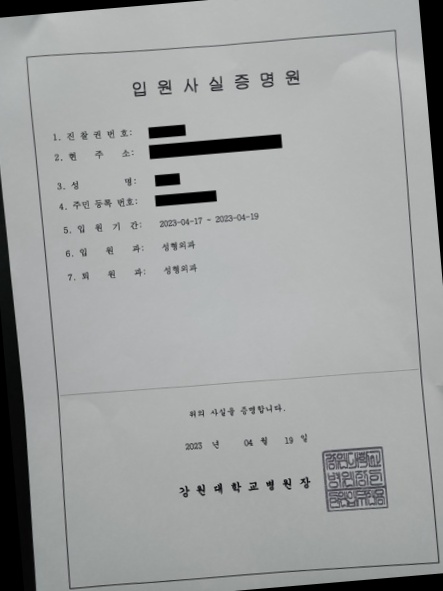 입원사실증명원
1. 진찰권번호:
2. 현 주 소:
3. 성 명:
4. 주민등록번호:
5. 입 원 기 간: 2023-04-17 - 2023-04-19
6. 입 원 과: 성형외과
7. 퇴 원 과: 성형외과
위의 사실을 증명합니다.
2023 년 04 월 19 일
강원대학교병원장